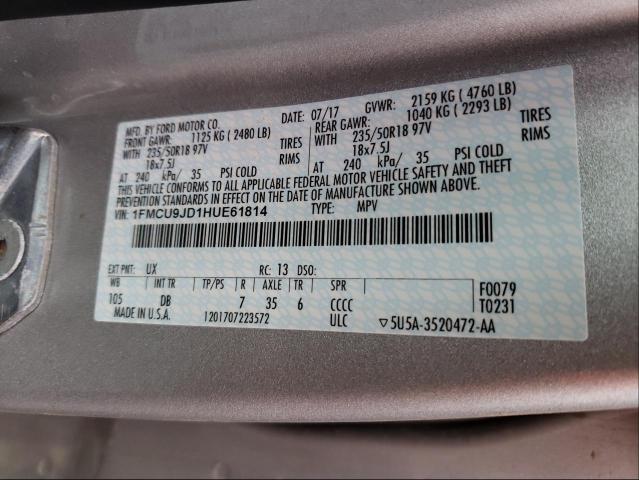 MFD. BY FORD MOTOR CO.
DATE: 07/17 GVWR: 2159 KG ( 4760 LB)
FRONT GAWR: 1125 KG ( 2480 LB) REAR GAWR: 1040 KG ( 2293 LB)
WITH 235/50R18 97V TIRES WITH 235/50R18 97V TIRES
18x7.5J RIMS 18x7.5J RIMS
AT 240 kPa/ 35 PSI COLD AT 240 kPa/ 35 PSI COLD
THIS VEHICLE CONFORMS TO ALL APPLICABLE FEDERAL MOTOR VEHICLE SAFETY AND THEFT
PREVENTION STANDARDS IN EFFECT ON THE DATE OF MANUFACTURE SHOWN ABOVE.
VIN: 1FMCU9JD1HUE61814 TYPE: MPV
EXT PNT: UX RC: 13 DSO:
WB INT TR TP/PS R AXLE TR SPR
105 DB 7 35 6 CCCC
F0079
T0231
MADE IN U.S.A. 1201707223572 ULC ▽5U5A-3520472-AA